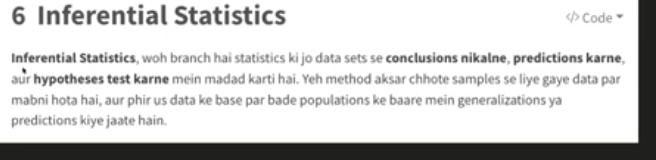 6 Inferential Statistics
</> Code
Inferential Statistics, woh branch hai statistics ki jo data sets se conclusions nikalne, predictions karne,
aur hypotheses test karne mein madad karti hai. Yeh method aksar chhote samples se liye gaye data par
mabni hota hai, aur phir us data ke base par bade populations ke baare mein generalizations ya
predictions kiye jaate hain.